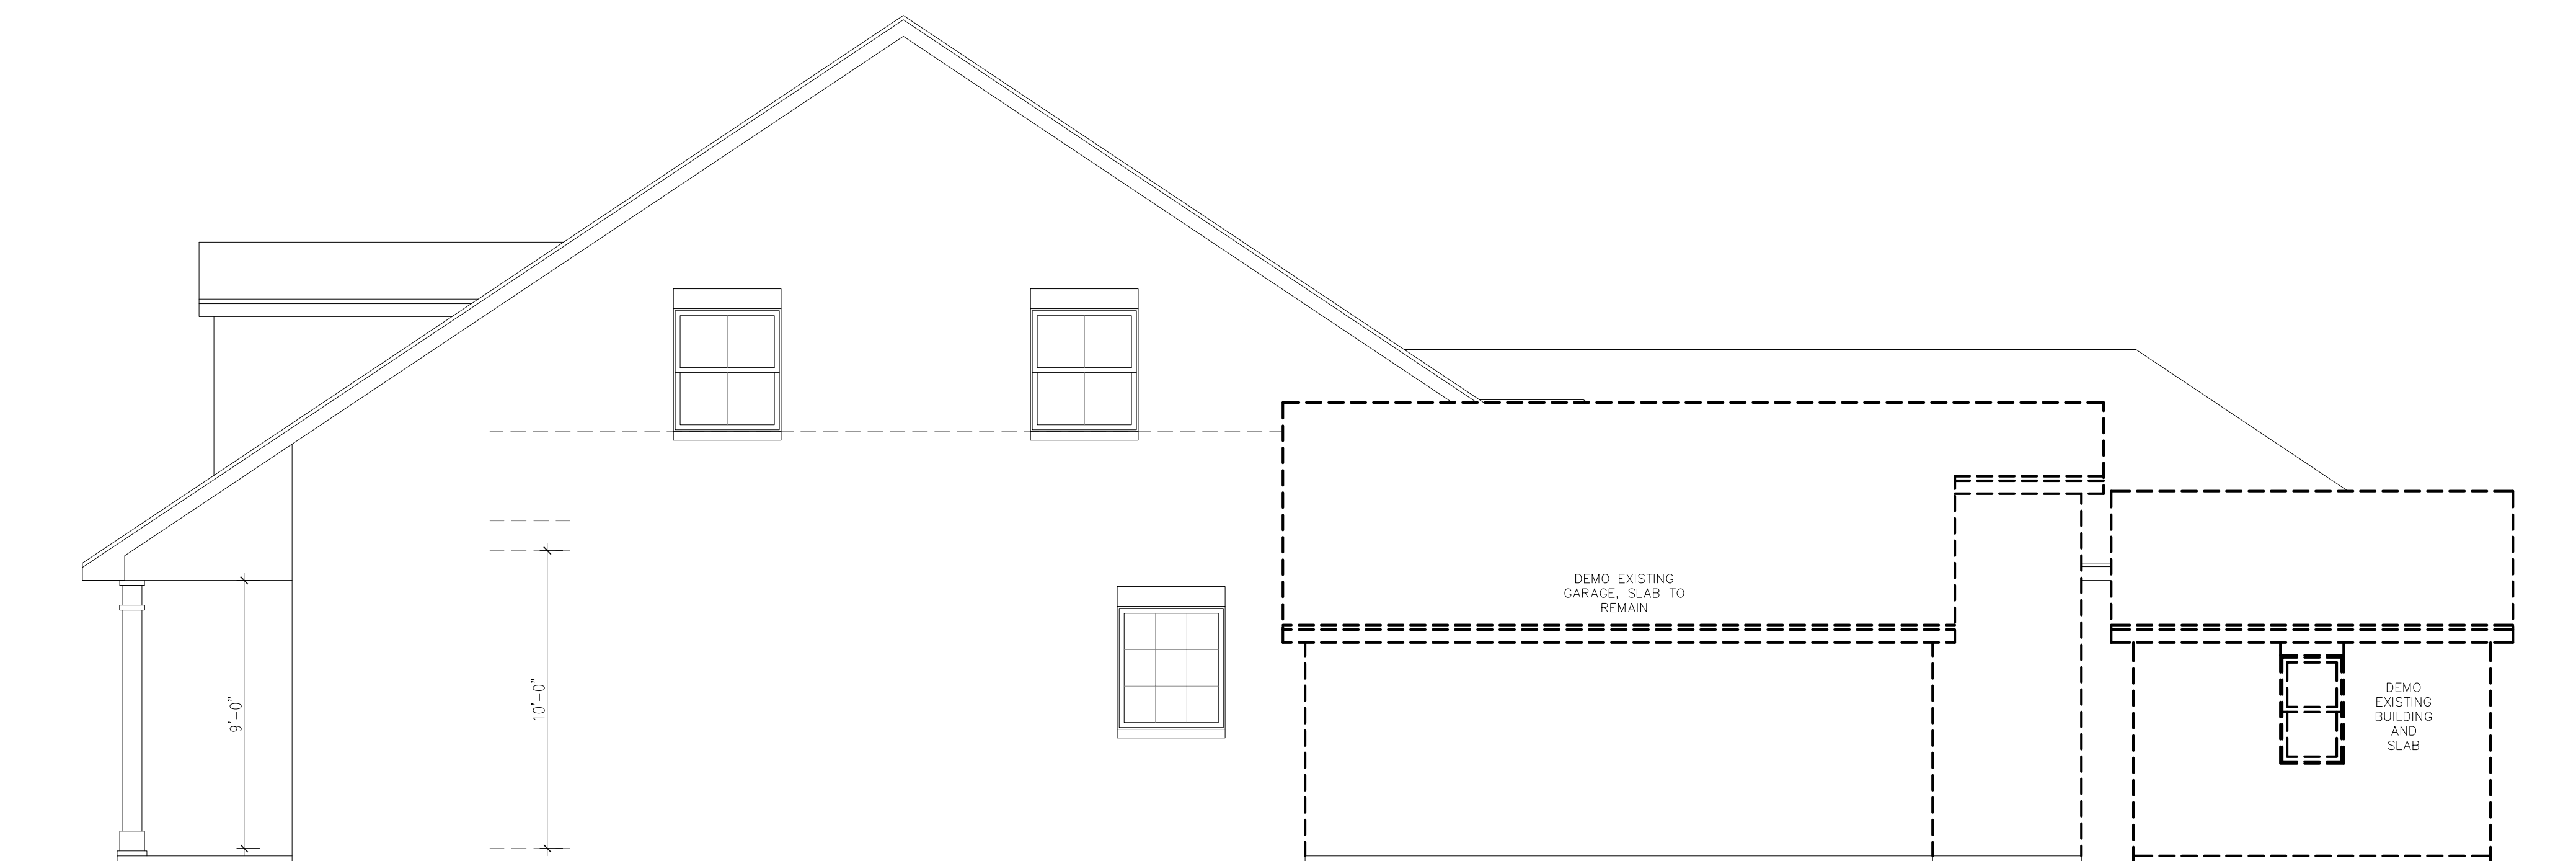 DEMO EXISTING
GARAGE, SLAB TO
REMAIN
9'-0"
10'-0"
DEMO
EXISTING
BUILDING
AND
SLAB